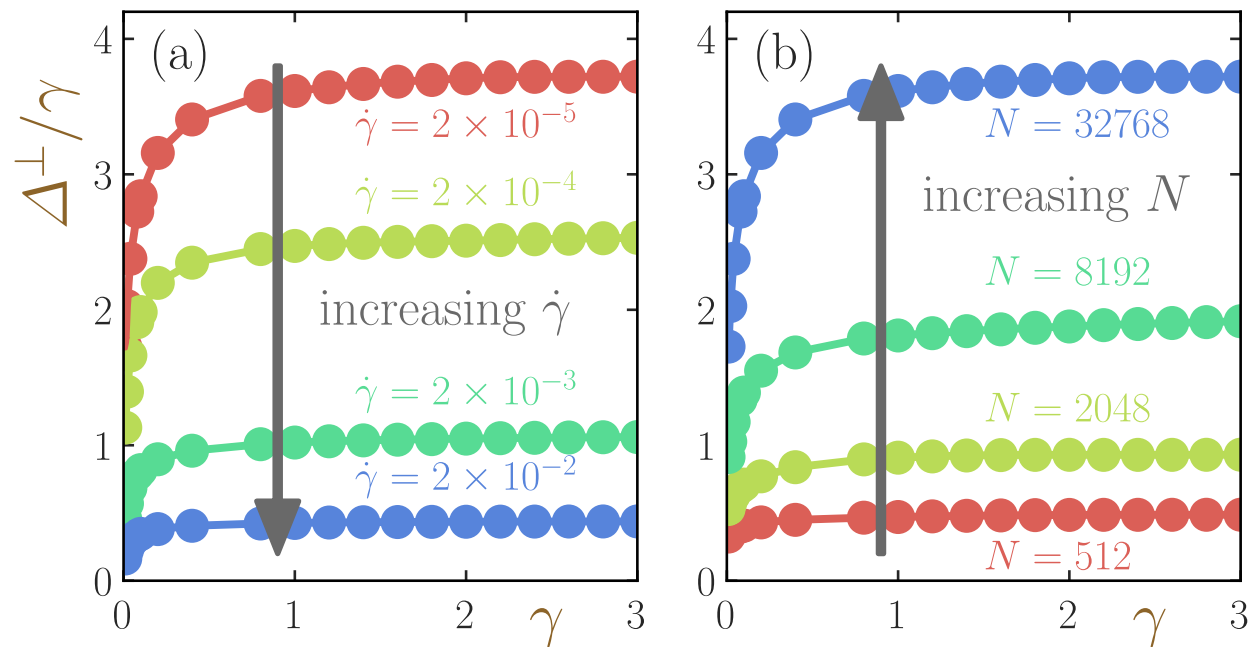 Δ⊥/γ
(a)
4
3
2
1
0
γ̇ = 2 × 10⁻⁵
γ̇ = 2 × 10⁻⁴
increasing γ̇
γ̇ = 2 × 10⁻³
γ̇ = 2 × 10⁻²
0 1 2 γ 3
(b)
4
3
2
1
0
N = 32768
increasing N
N = 8192
N = 2048
N = 512
0 1 2 γ 3